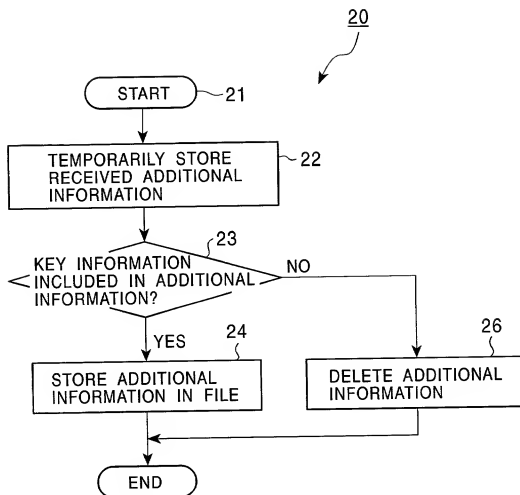 20
START
21
TEMPORARILY STORE
RECEIVED ADDITIONAL
INFORMATION
22
23
KEY INFORMATION
INCLUDED IN ADDITIONAL
INFORMATION?
NO
YES
24
STORE ADDITIONAL
INFORMATION IN FILE
26
DELETE ADDITIONAL
INFORMATION
END